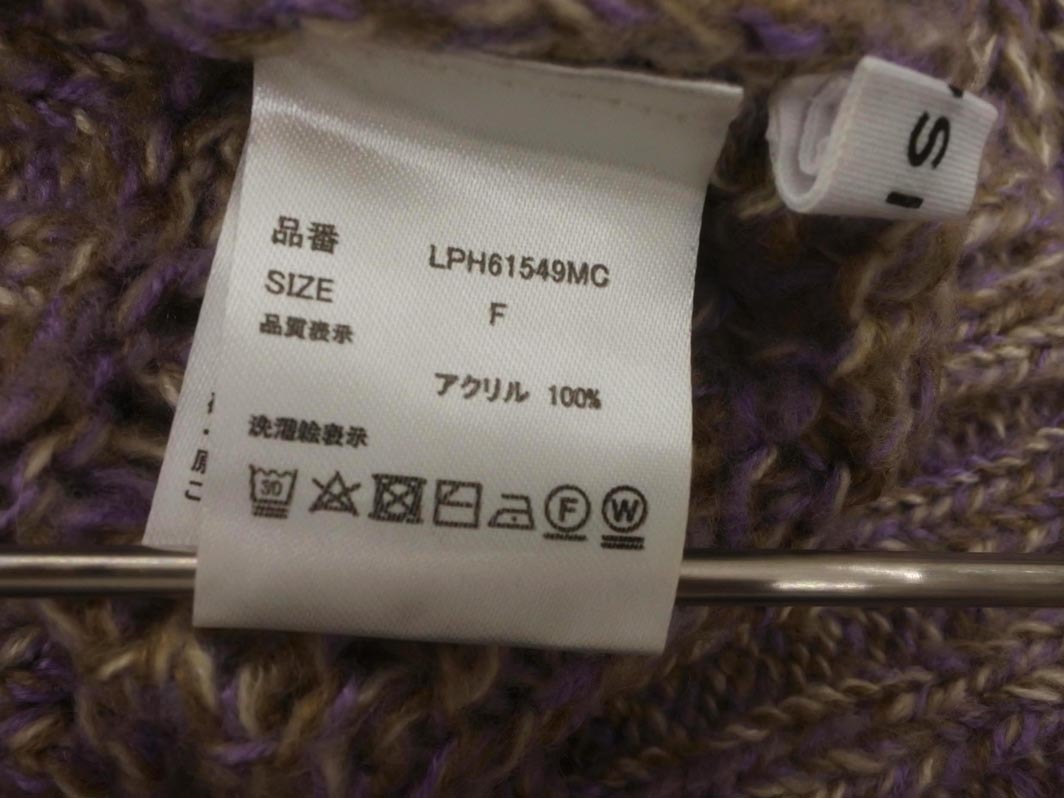 品番 LPH61549MC
SIZE F
品質表示
アクリル 100%
洗濯絵表示
30 F W
S